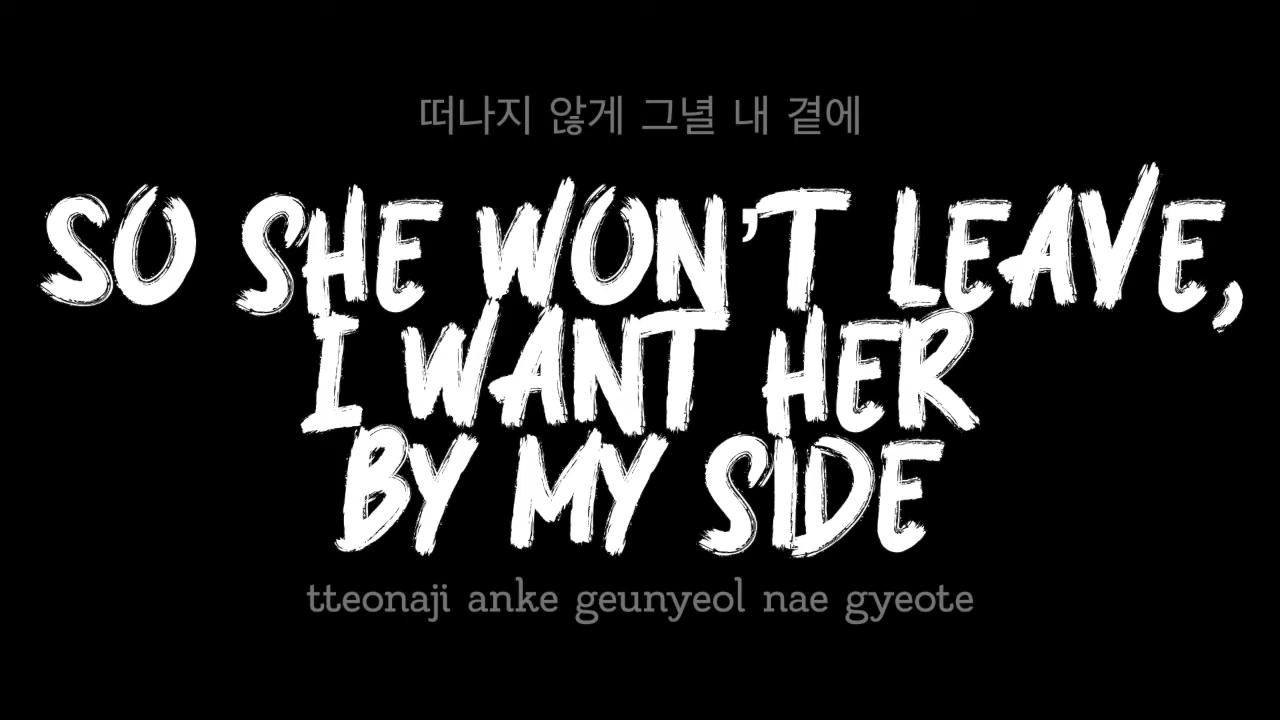 떠나지 않게 그녈 내 곁에
SO SHE WON'T LEAVE,
I WANT HER
BY MY SIDE
tteonaji anke geunyeol nae gyeote